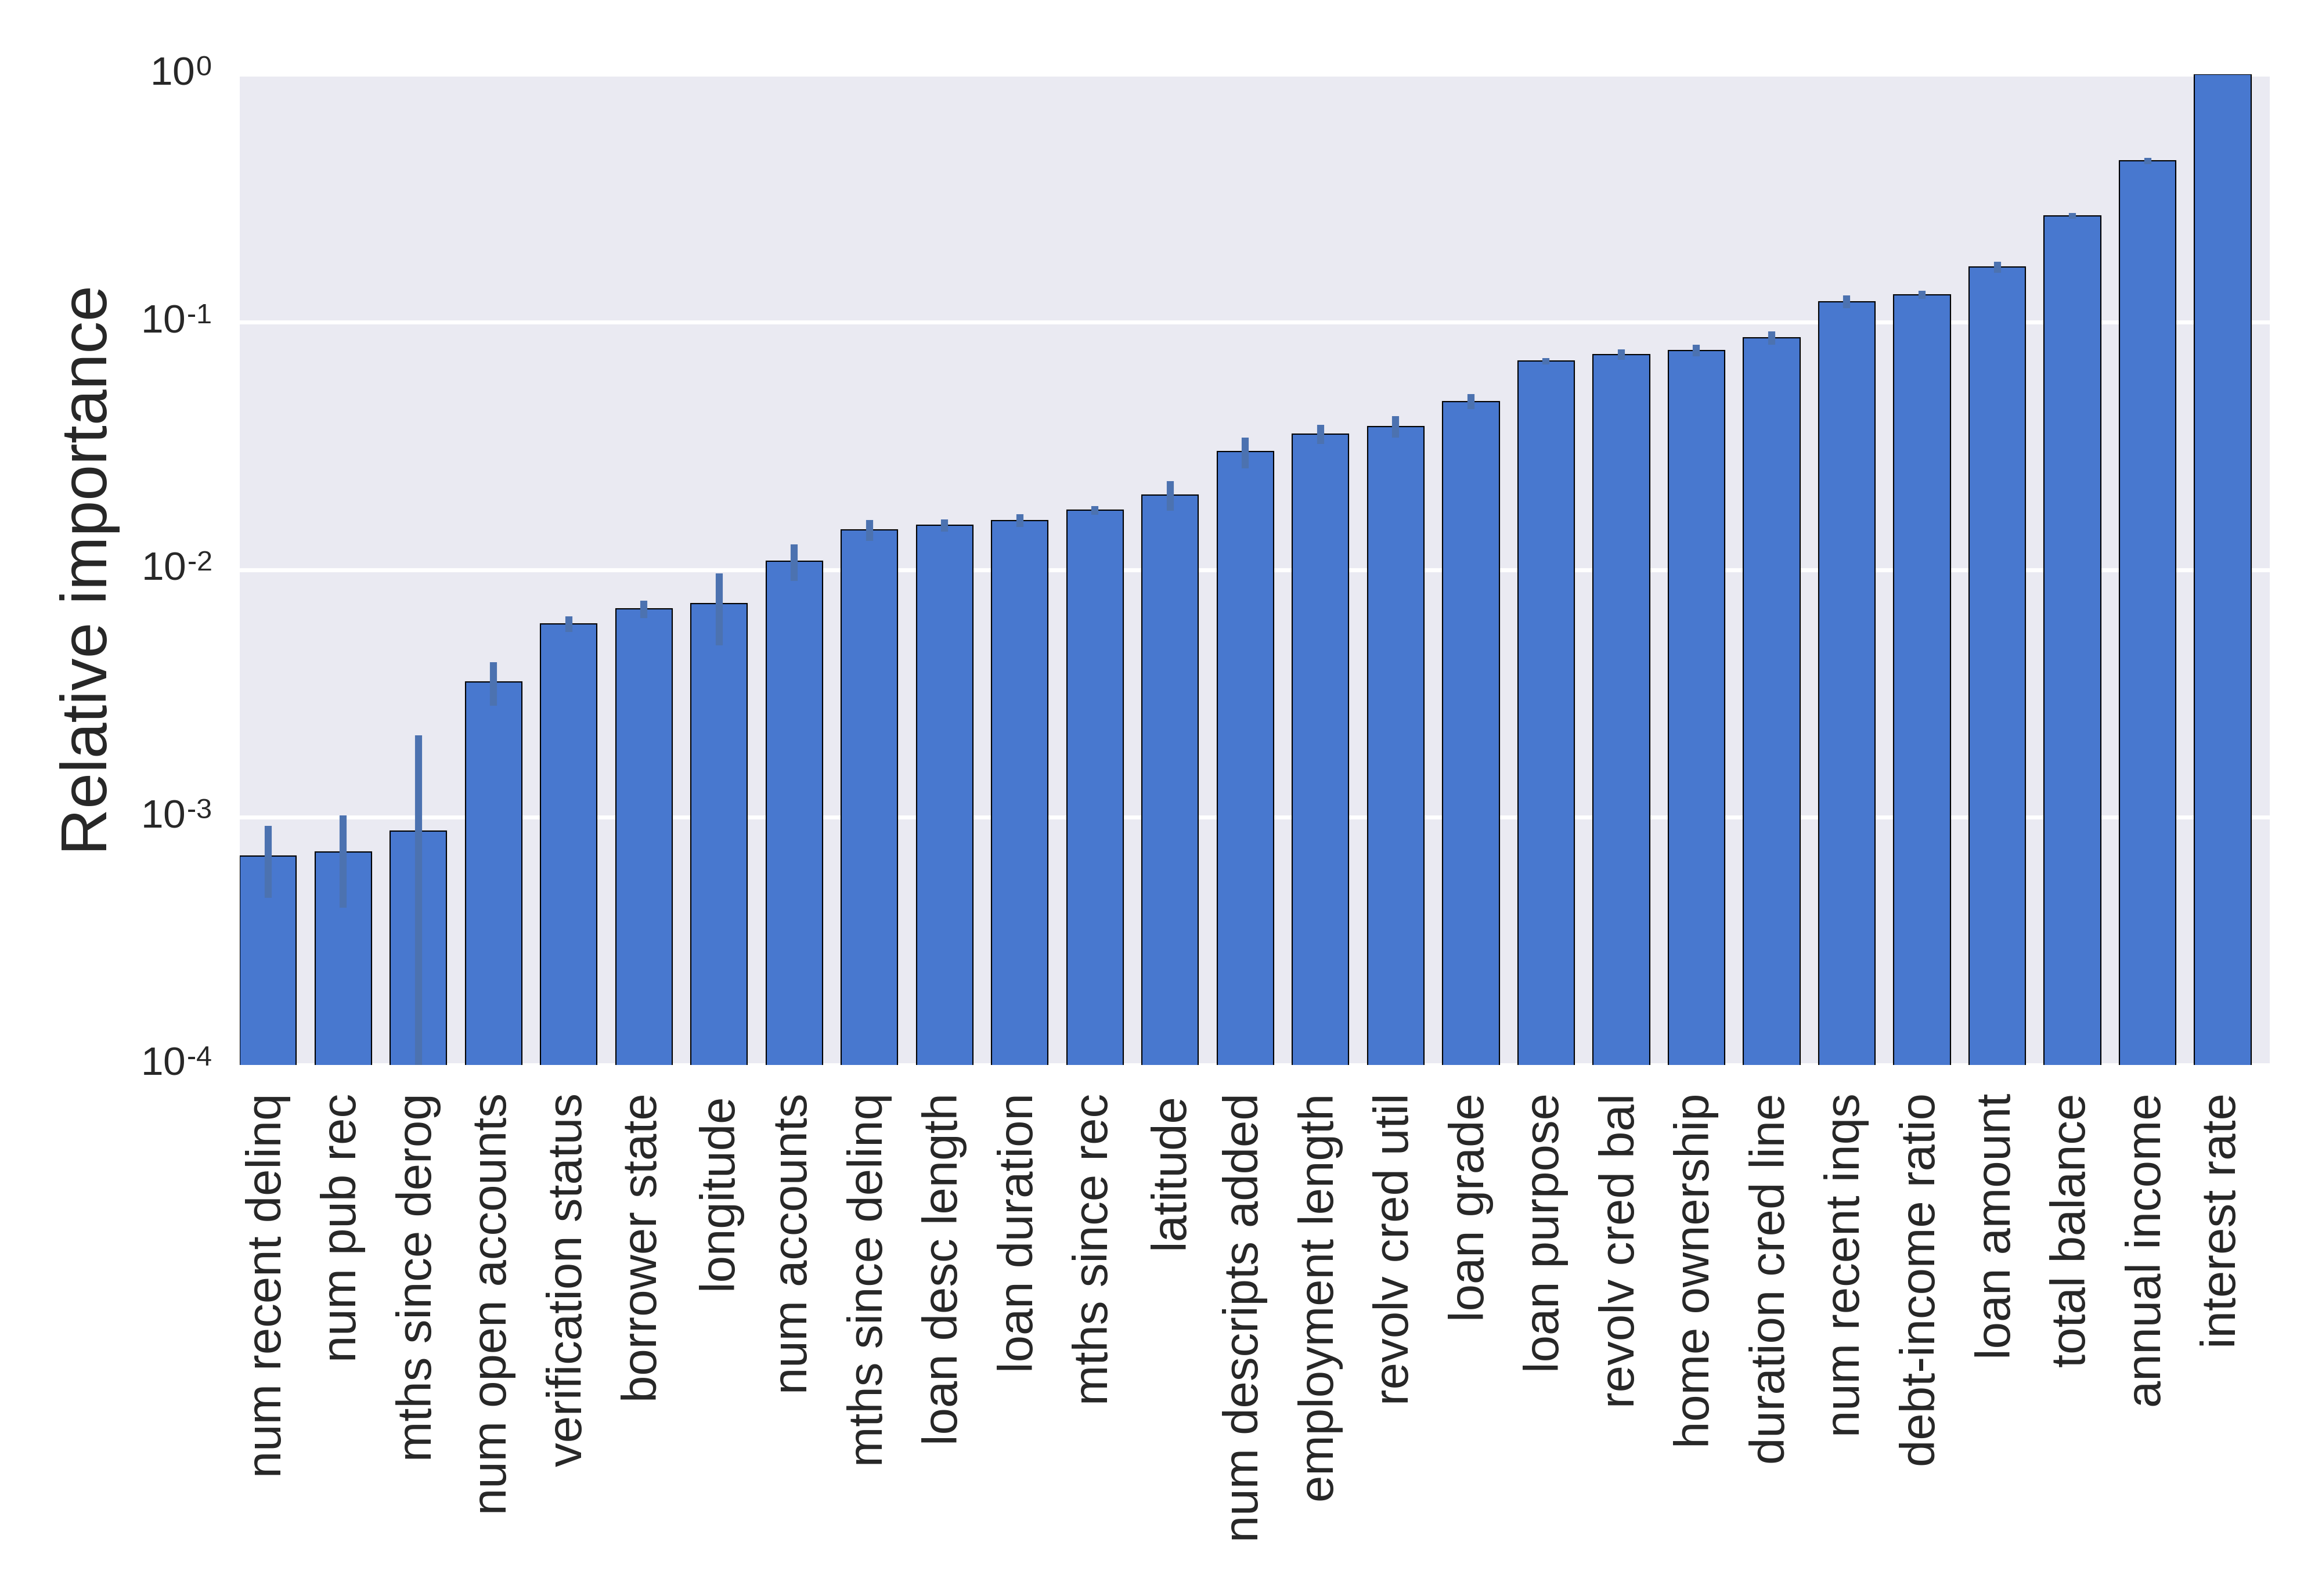 10⁰
10⁻¹
10⁻²
10⁻³
10⁻⁴
Relative importance
num recent delinq
num pub rec
mths since derog
num open accounts
verification status
borrower state
longitude
num accounts
mths since delinq
loan desc length
loan duration
mths since rec
latitude
num descripts added
employment length
revolv cred util
loan grade
loan purpose
revolv cred bal
home ownership
duration cred line
num recent inqs
debt-income ratio
loan amount
total balance
annual income
interest rate